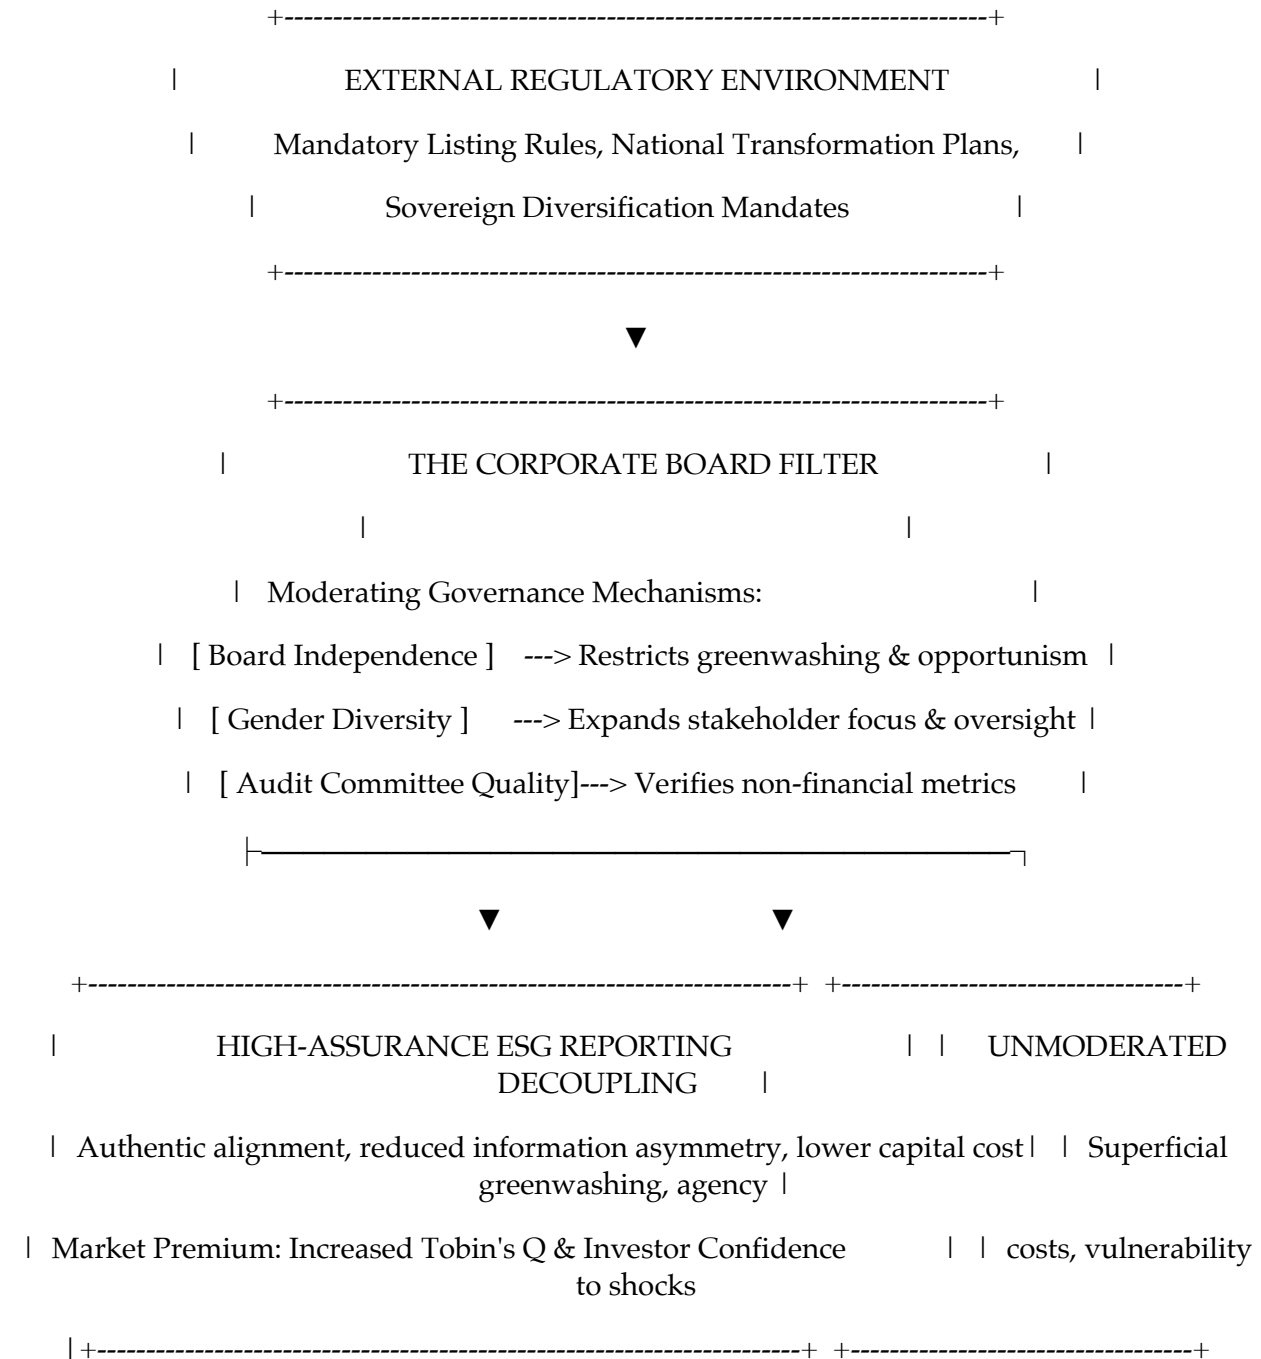 +------------------------------------------------------------------------+
| EXTERNAL REGULATORY ENVIRONMENT |
| Mandatory Listing Rules, National Transformation Plans, |
| Sovereign Diversification Mandates |
+------------------------------------------------------------------------+
▼
+------------------------------------------------------------------------+
| THE CORPORATE BOARD FILTER |
| |
| Moderating Governance Mechanisms: |
| [ Board Independence ] ---> Restricts greenwashing & opportunism |
| [ Gender Diversity ] ---> Expands stakeholder focus & oversight |
| [ Audit Committee Quality]---> Verifies non-financial metrics |
├────────────────────────────────────┐
▼ ▼
+------------------------------------------------------------------------+ +-----------------------------------+
| HIGH-ASSURANCE ESG REPORTING | | UNMODERATED
DECOUPLING |
| Authentic alignment, reduced information asymmetry, lower capital cost| | Superficial
greenwashing, agency |
| Market Premium: Increased Tobin's Q & Investor Confidence | | costs, vulnerability
to shocks
|+-------------------------------------------------------------------------+ +------------------------------------+